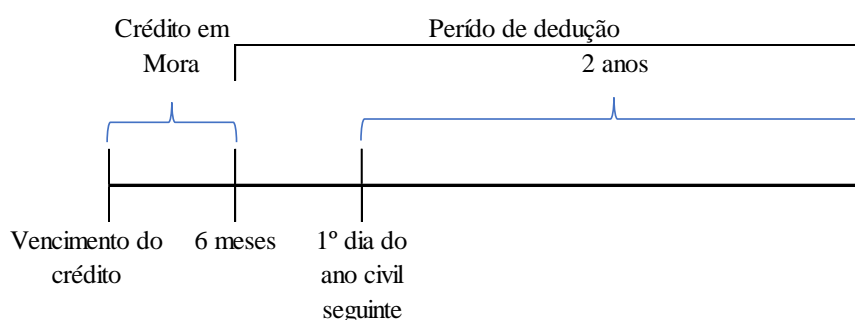 Crédito em
Mora
Perído de dedução
2 anos
Vencimento do
crédito
6 meses
1º dia do
ano civil
seguinte